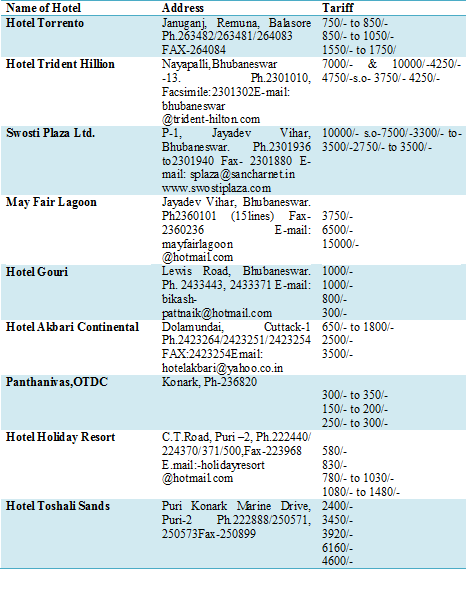 Name of Hotel Address Tariff
Hotel Torrento Januganj, Remuna, Balasore 750/- to 850/-
Ph.263482/263481/264083 850/- to 1050/-
FAX-264084 1550/- to 1750/
Hotel Trident Hillion Nayapalli,Bhubaneswar 7000/- & 10000/-4250/-
-13. Ph.2301010, 4750/-s.o- 3750/- 4250/-
Facsimile:2301302E-mail:
bhubaneswar
@trident-hilton.com
Swosti Plaza Ltd. P-1, Jayadev Vihar, 10000/- s.o-7500/-3300/- to-
Bhubaneswar. Ph.2301936 3500/-2750/- to 3500/-
to2301940 Fax- 2301880 E-
mail: splaza@sancharnet.in
www.swostiplaza.com
May Fair Lagoon Jayadev Vihar, Bhubaneswar.
Ph2360101 (15lines) Fax- 3750/-
2360236 E-mail: 6500/-
mayfairlagoon 15000/-
@hotmail.com
Hotel Gouri Lewis Road, Bhubaneswar. 1000/-
Ph. 2433443, 2433371 E-mail: 1000/-
bikash- 800/-
pattnaik@hotmail.com 300/-
Hotel Akbari Continental Dolamundai, Cuttack-1 650/- to 1800/-
Ph.2423264/2423251/2423254 2500/-
FAX:2423254Email: 3500/-
hotelakbari@yahoo.co.in
Panthanivas,OTDC Konark, Ph-236820
300/- to 350/-
150/- to 200/-
250/- to 300/-
Hotel Holiday Resort C.T.Road, Puri –2, Ph.222440/
224370/371/500,Fax-223968 580/-
E.mail:-holidayresort 830/-
@hotmail.com 780/- to 1030/-
1080/- to 1480/-
Hotel Toshali Sands Puri Konark Marine Drive, 2400/-
Puri-2 Ph.222888/250571, 3450/-
250573Fax-250899 3920/-
6160/-
4600/-